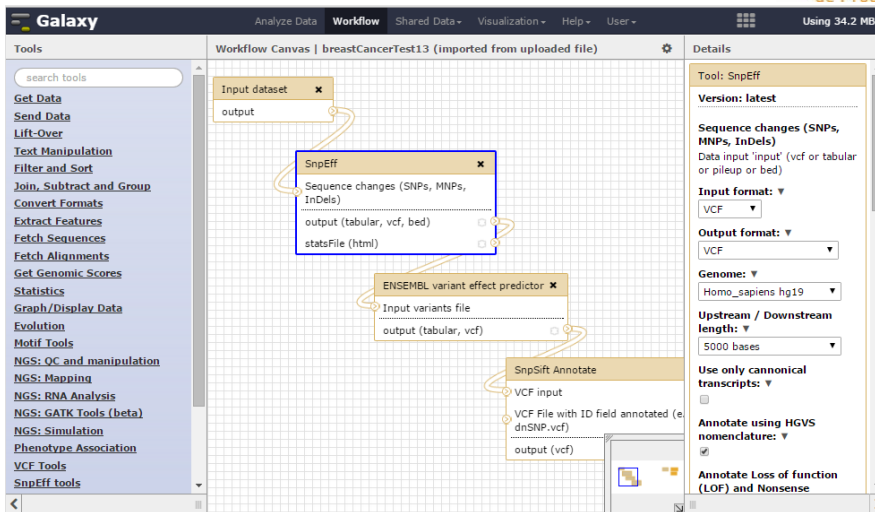 Galaxy
Analyze Data Workflow Shared Data Visualization Help User
Using 34.2 MB
Tools
search tools
Get Data
Send Data
Lift-Over
Text Manipulation
Filter and Sort
Join, Subtract and Group
Convert Formats
Extract Features
Fetch Sequences
Fetch Alignments
Get Genomic Scores
Statistics
Graph/Display Data
Evolution
Motif Tools
NGS: QC and manipulation
NGS: Mapping
NGS: RNA Analysis
NGS: GATK Tools (beta)
NGS: Simulation
Phenotype Association
VCF Tools
SnpEff tools
Workflow Canvas | breastCancerTest13 (imported from uploaded file)
Input dataset
output
SnpEff
Sequence changes (SNPs, MNPs,
InDels)
output (tabular, vcf, bed)
statsFile (html)
ENSEMBL variant effect predictor
Input variants file
output (tabular, vcf)
SnpSift Annotate
VCF input
VCF File with ID field annotated (e.
dnSNP.vcf)
output (vcf)
Details
Tool: SnpEff
Version: latest
Sequence changes (SNPs,
MNPs, InDels)
Data input 'input' (vcf or tabular
or pileup or bed)
Input format:
VCF
Output format:
VCF
Genome:
Homo_sapiens hg19
Upstream / Downstream
length:
5000 bases
Use only cannonical
transcripts:
Annotate using HGVS
nomenclature:
Annotate Loss of function
(LOF) and Nonsense